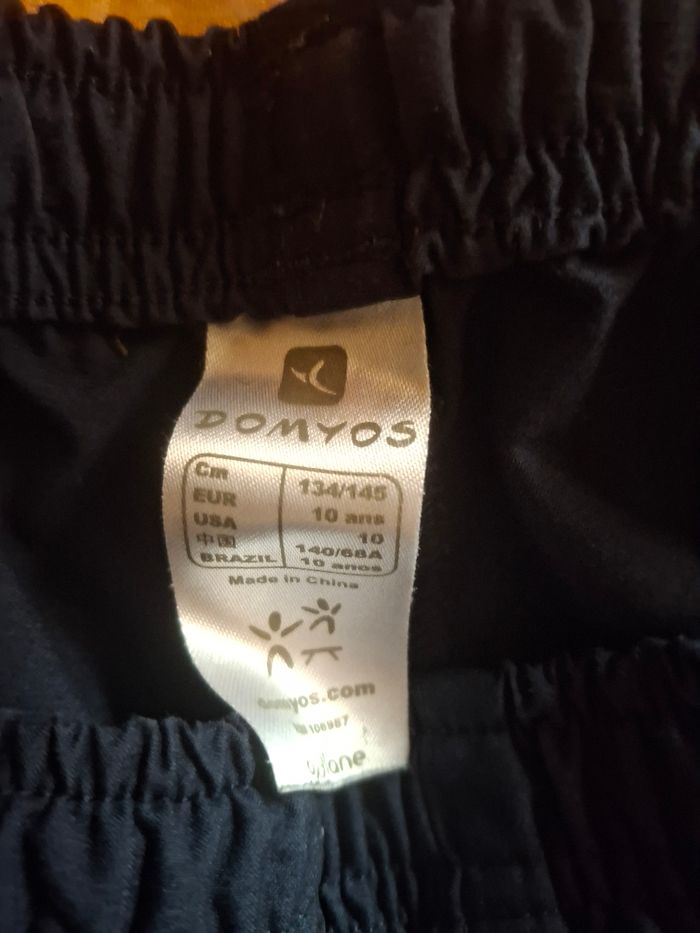 DOMYOS
Cm 134/145
EUR 10 ans
USA 10
中国 140/68A
BRAZIL 10 anos
Made in China
domyos.com
106987